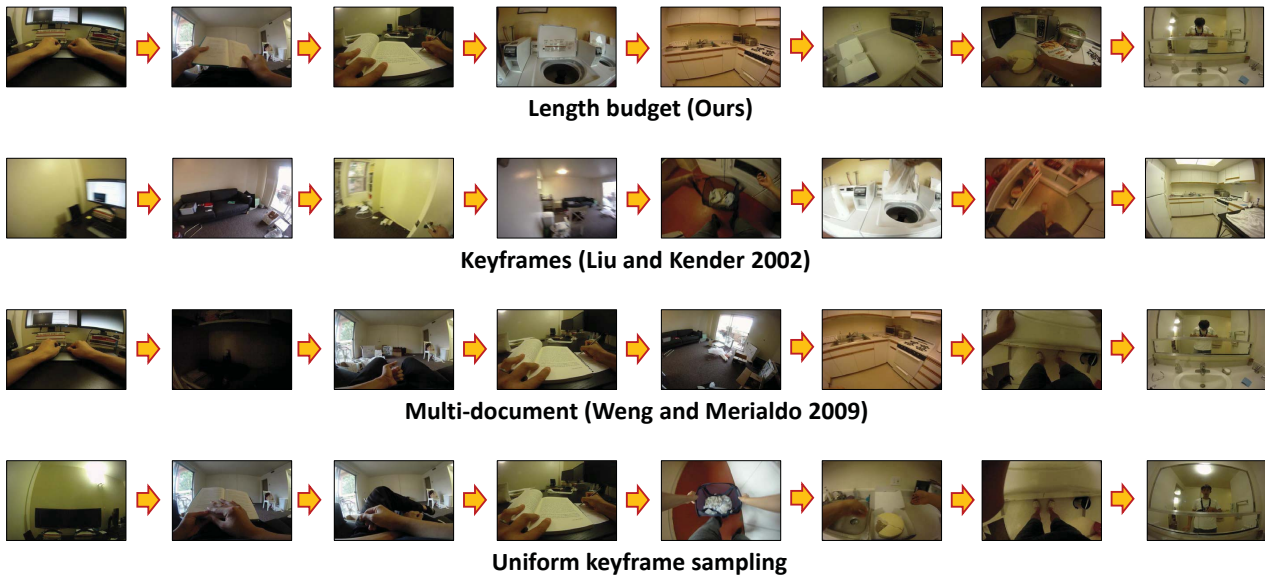 Length budget (Ours)
Keyframes (Liu and Kender 2002)
Multi-document (Weng and Merialdo 2009)
Uniform keyframe sampling